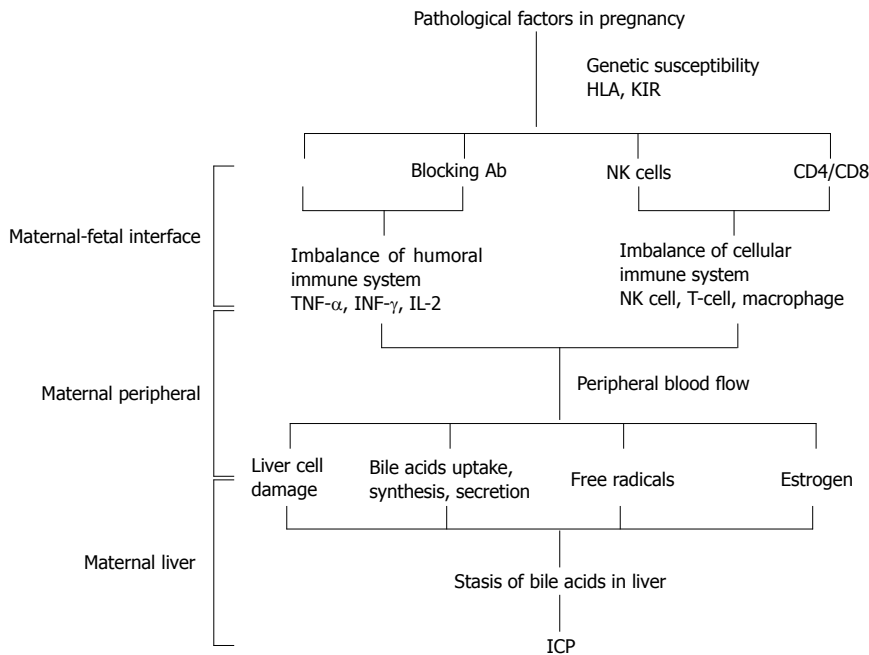 Pathological factors in pregnancy
Genetic susceptibility
HLA, KIR
Blocking Ab
NK cells
CD4/CD8
Maternal-fetal interface
Imbalance of humoral
immune system
TNF-α, INF-γ, IL-2
Imbalance of cellular
immune system
NK cell, T-cell, macrophage
Maternal peripheral
Peripheral blood flow
Liver cell
damage
Bile acids uptake,
synthesis, secretion
Free radicals
Estrogen
Maternal liver
Stasis of bile acids in liver
ICP